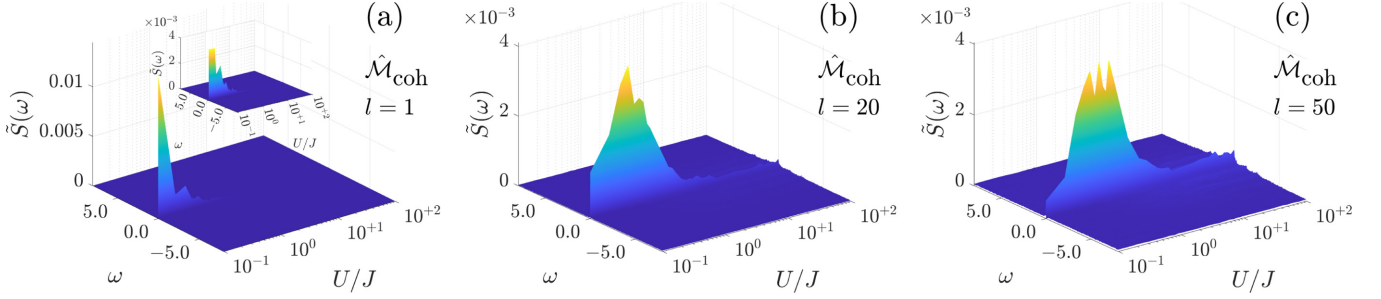 (a)
×10⁻³
4
2
0
S̃(ω)
5.0
0.0
−5.0
ω
10⁻¹
10⁰
10⁺¹
10⁺²
U/J
M̂coh
l = 1
0.01
0.005
0
S̃(ω)
5.0
0.0
−5.0
ω
10⁻¹
10⁰
10⁺¹
10⁺²
U/J
(b)
×10⁻³
4
2
0
S̃(ω)
M̂coh
l = 20
5.0
0.0
−5.0
ω
10⁻¹
10⁰
10⁺¹
10⁺²
U/J
(c)
×10⁻³
4
2
0
S̃(ω)
M̂coh
l = 50
5.0
0.0
−5.0
ω
10⁻¹
10⁰
10⁺¹
10⁺²
U/J